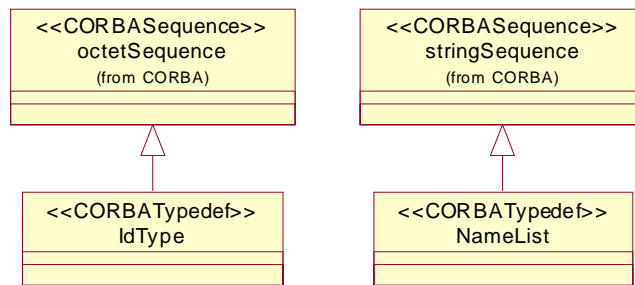 <<CORBASequence>>
octetSequence
(from CORBA)
<<CORBASequence>>
stringSequence
(from CORBA)
<<CORBATypedef>>
IdType
<<CORBATypedef>>
NameList